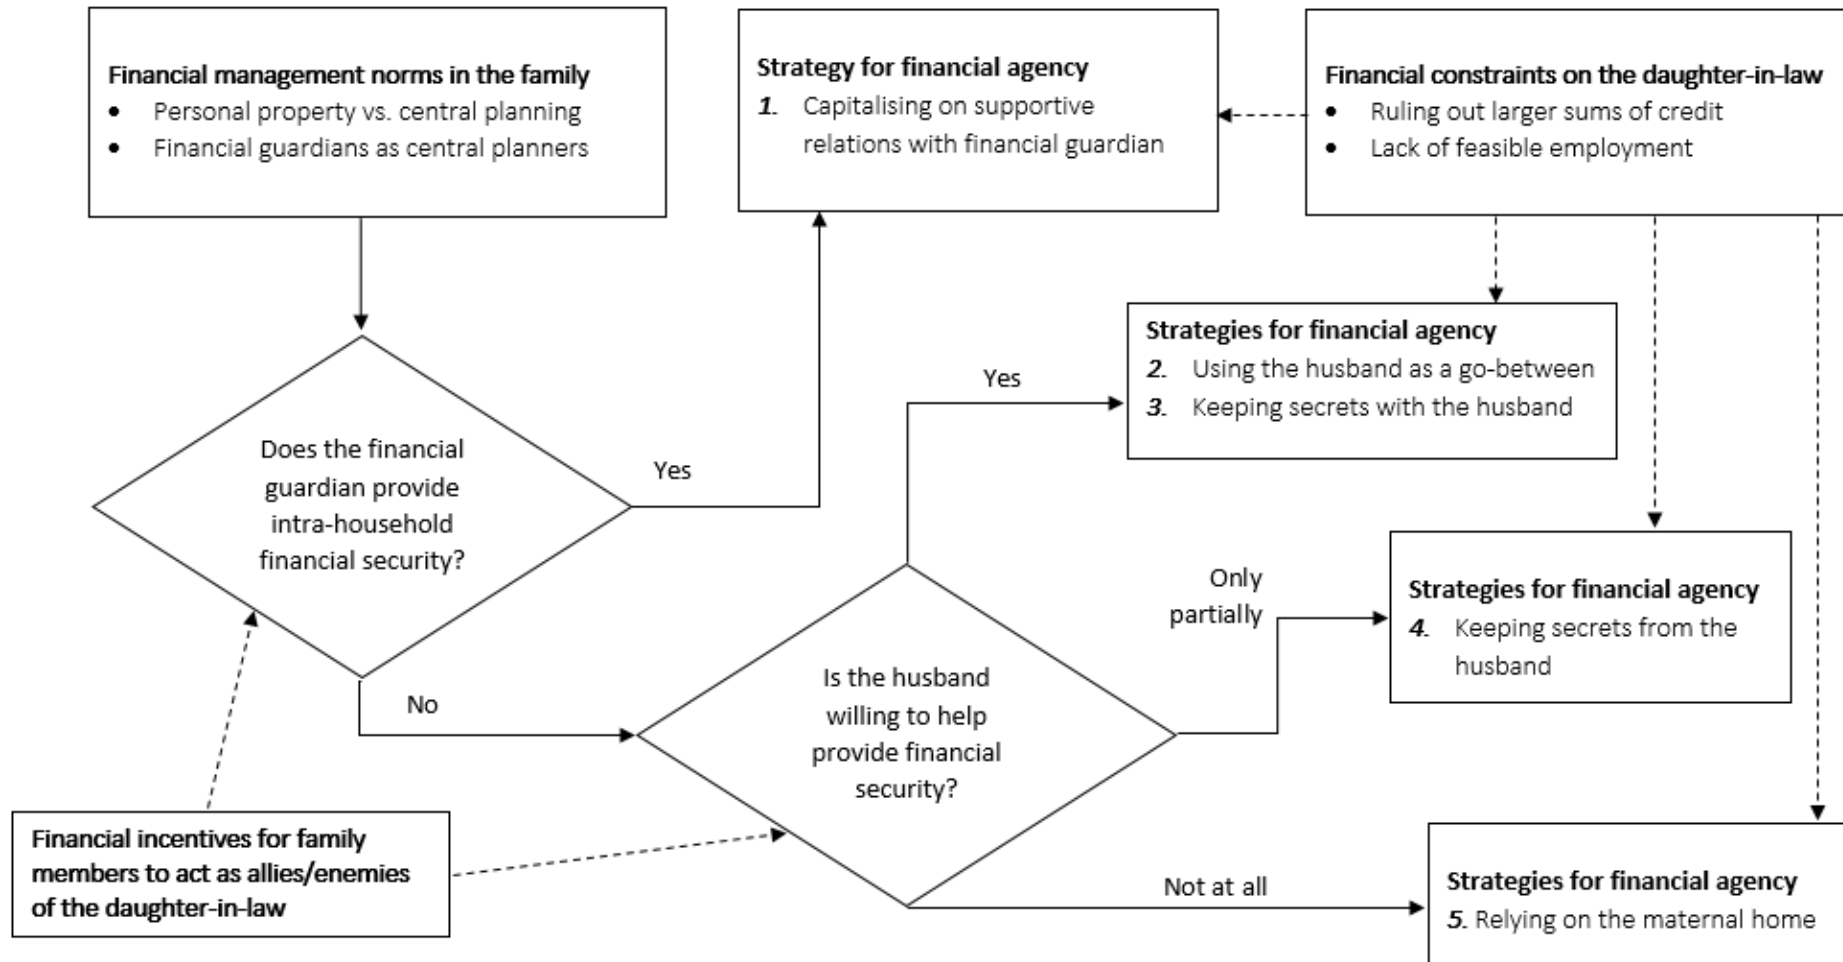 Financial management norms in the family
• Personal property vs. central planning
• Financial guardians as central planners
Strategy for financial agency
1. Capitalising on supportive
relations with financial guardian
Financial constraints on the daughter-in-law
• Ruling out larger sums of credit
• Lack of feasible employment
Does the financial
guardian provide
intra-household
financial security?
Yes
No
Strategies for financial agency
2. Using the husband as a go-between
3. Keeping secrets with the husband
Yes
Is the husband
willing to help
provide financial
security?
Only
partially
Strategies for financial agency
4. Keeping secrets from the
husband
Financial incentives for family
members to act as allies/enemies
of the daughter-in-law
Not at all
Strategies for financial agency
5. Relying on the maternal home